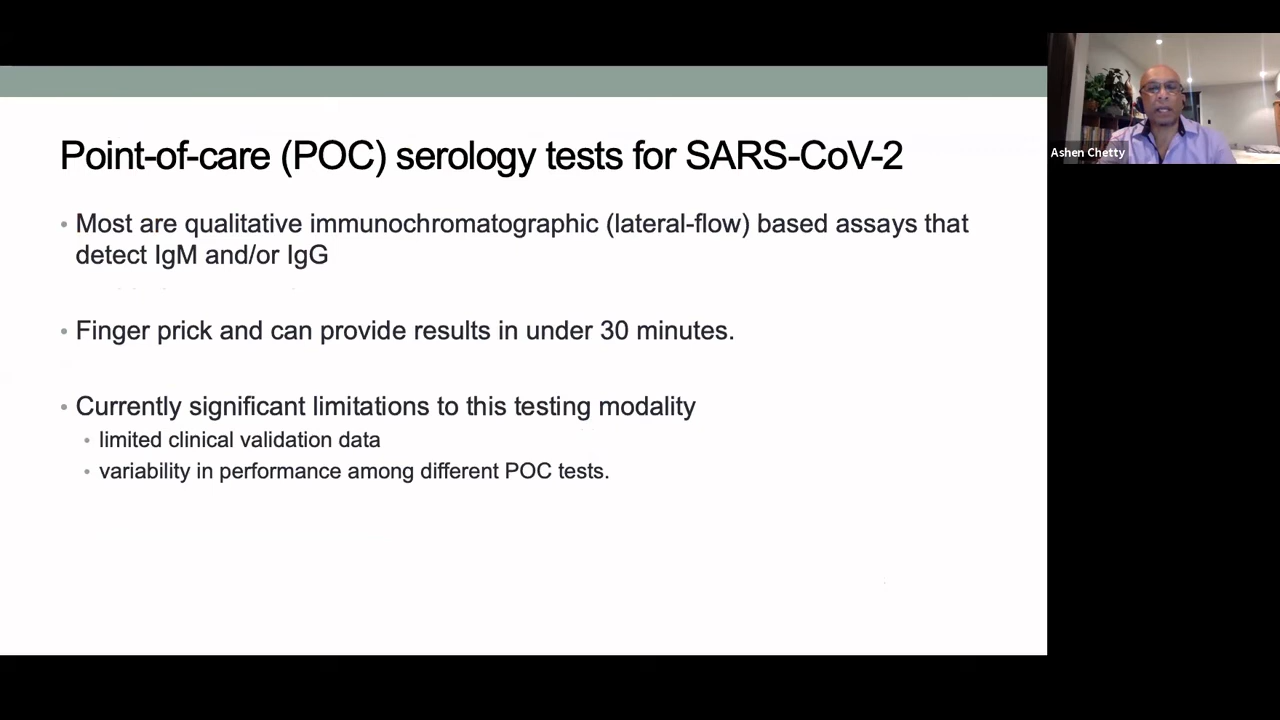 Point-of-care (POC) serology tests for SARS-CoV-2
• Most are qualitative immunochromatographic (lateral-flow) based assays that
detect IgM and/or IgG
• Finger prick and can provide results in under 30 minutes.
• Currently significant limitations to this testing modality
• limited clinical validation data
• variability in performance among different POC tests.
Ashen Chetty